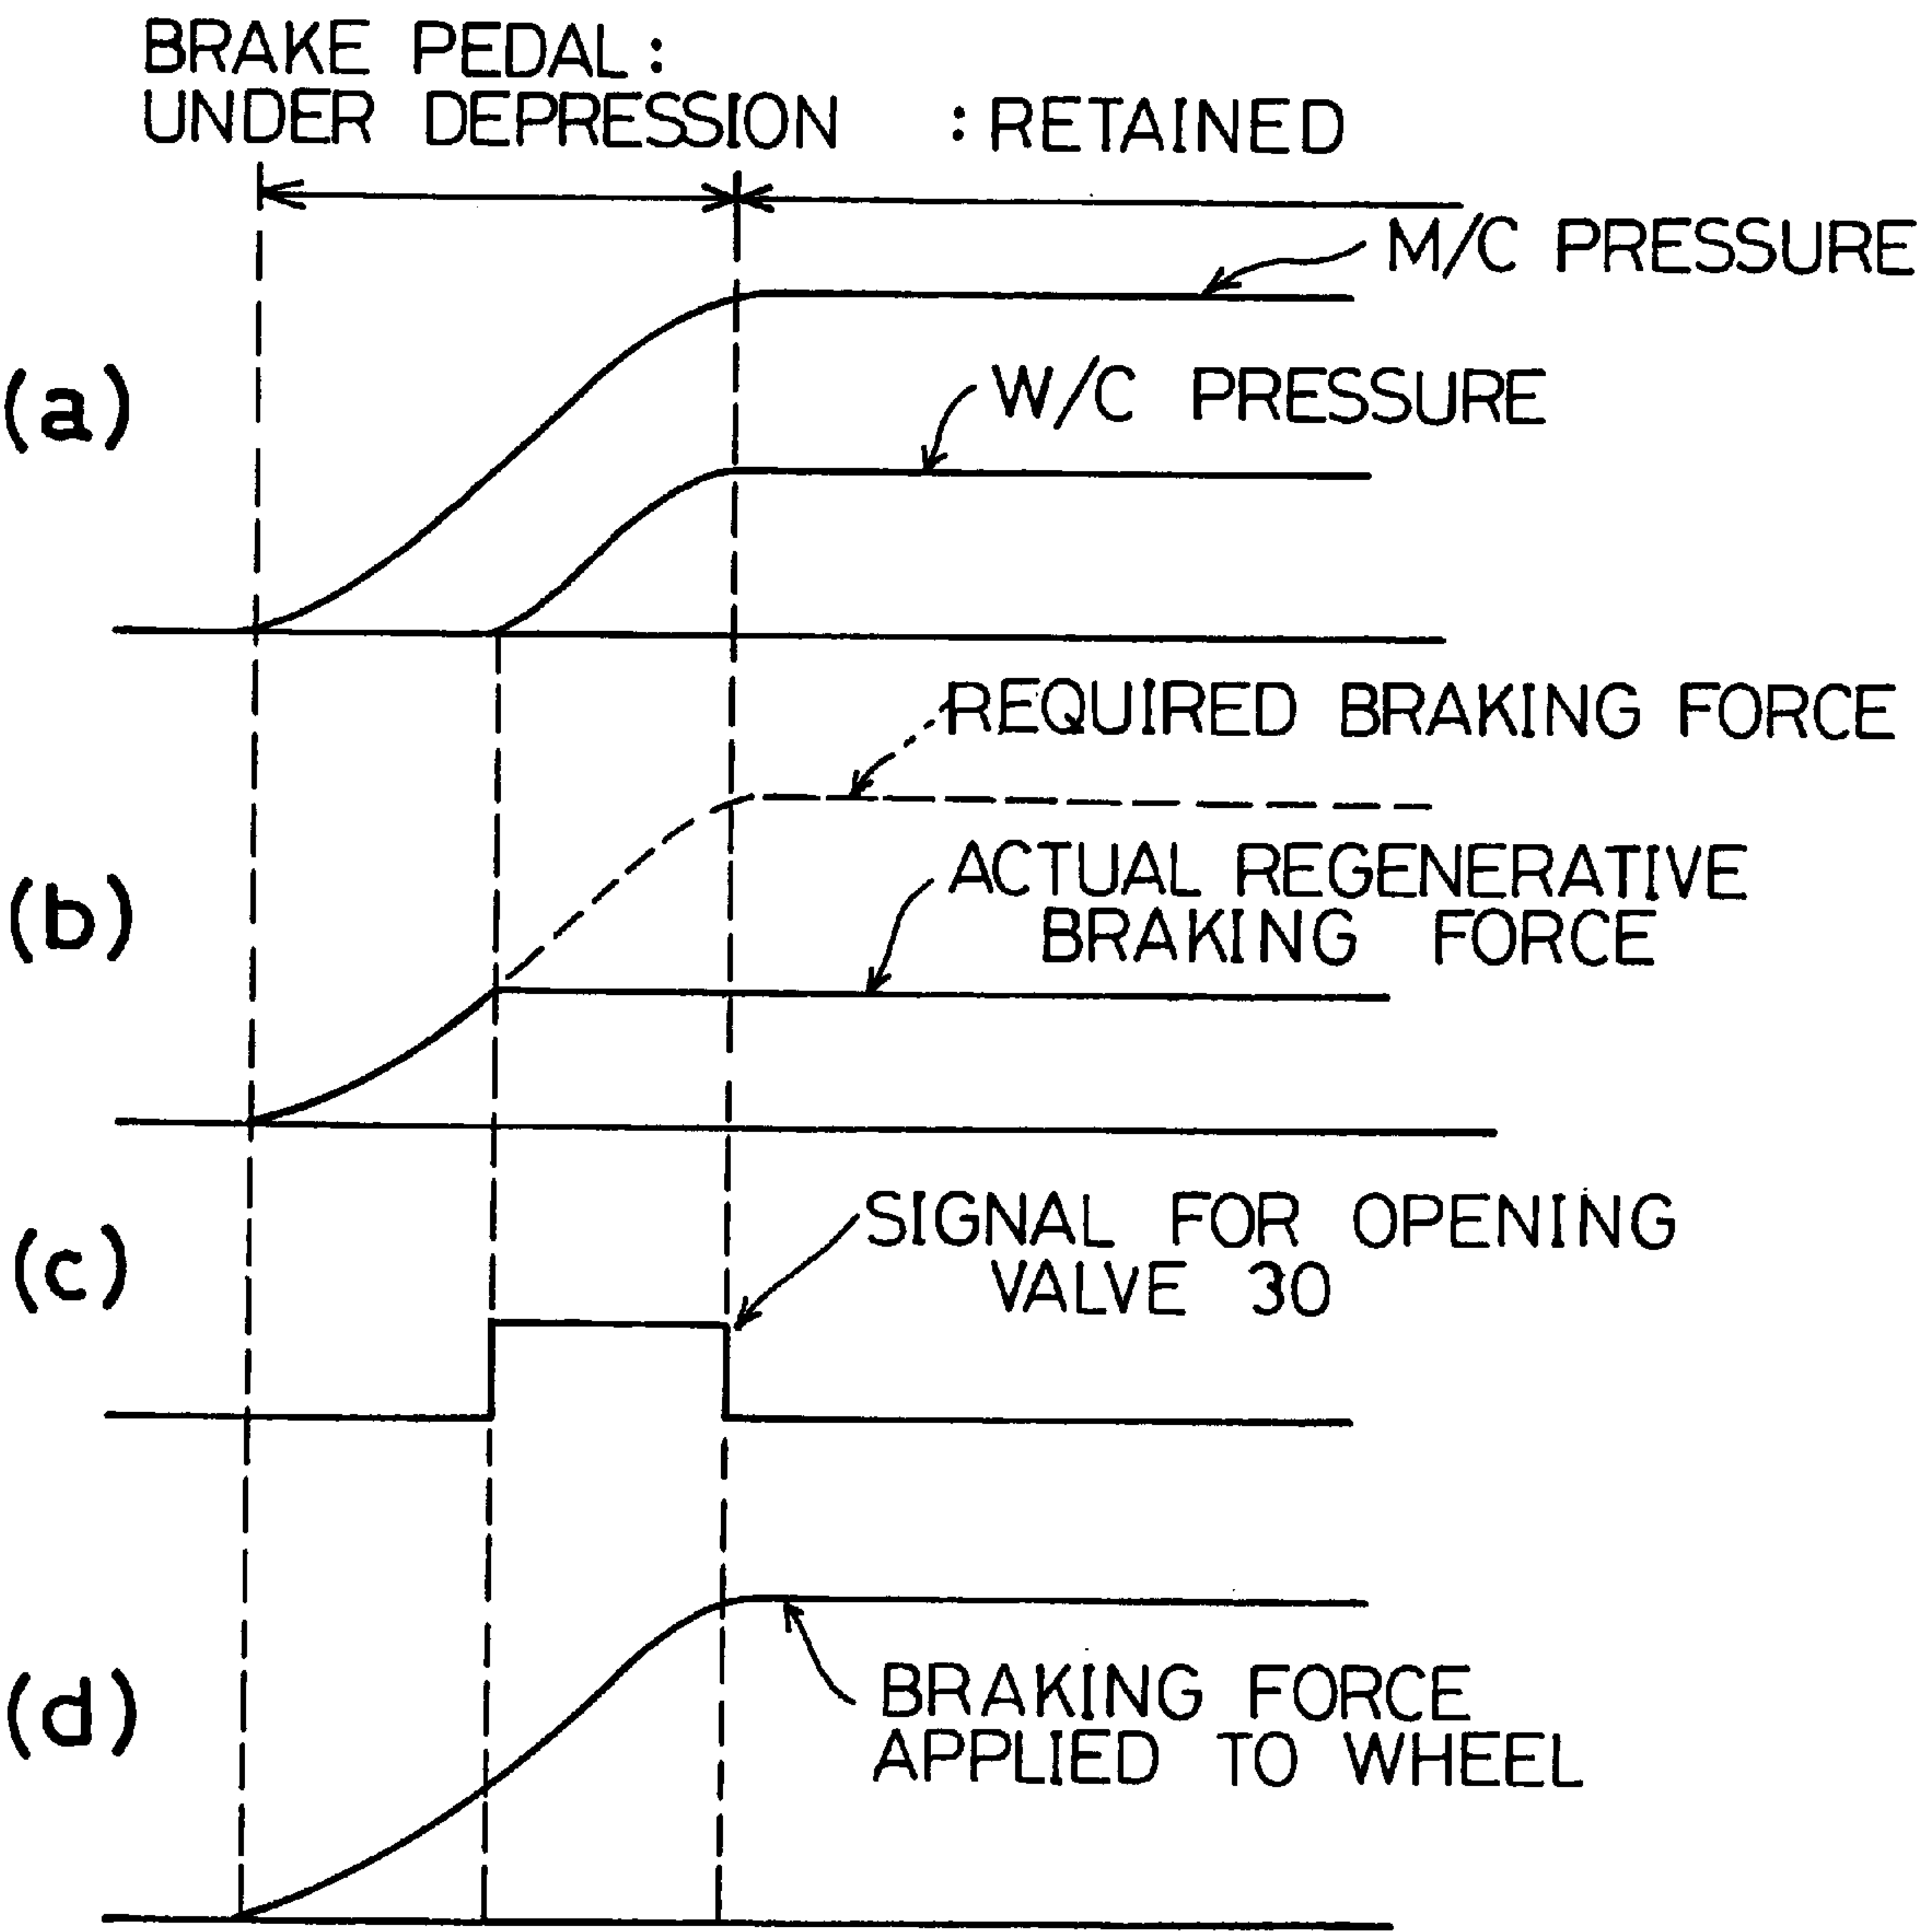 BRAKE PEDAL:
UNDER DEPRESSION :RETAINED
M/C PRESSURE
(a)
W/C PRESSURE
REQUIRED BRAKING FORCE
(b)
ACTUAL REGENERATIVE
BRAKING FORCE
(c)
SIGNAL FOR OPENING
VALVE 30
(d)
BRAKING FORCE
APPLIED TO WHEEL